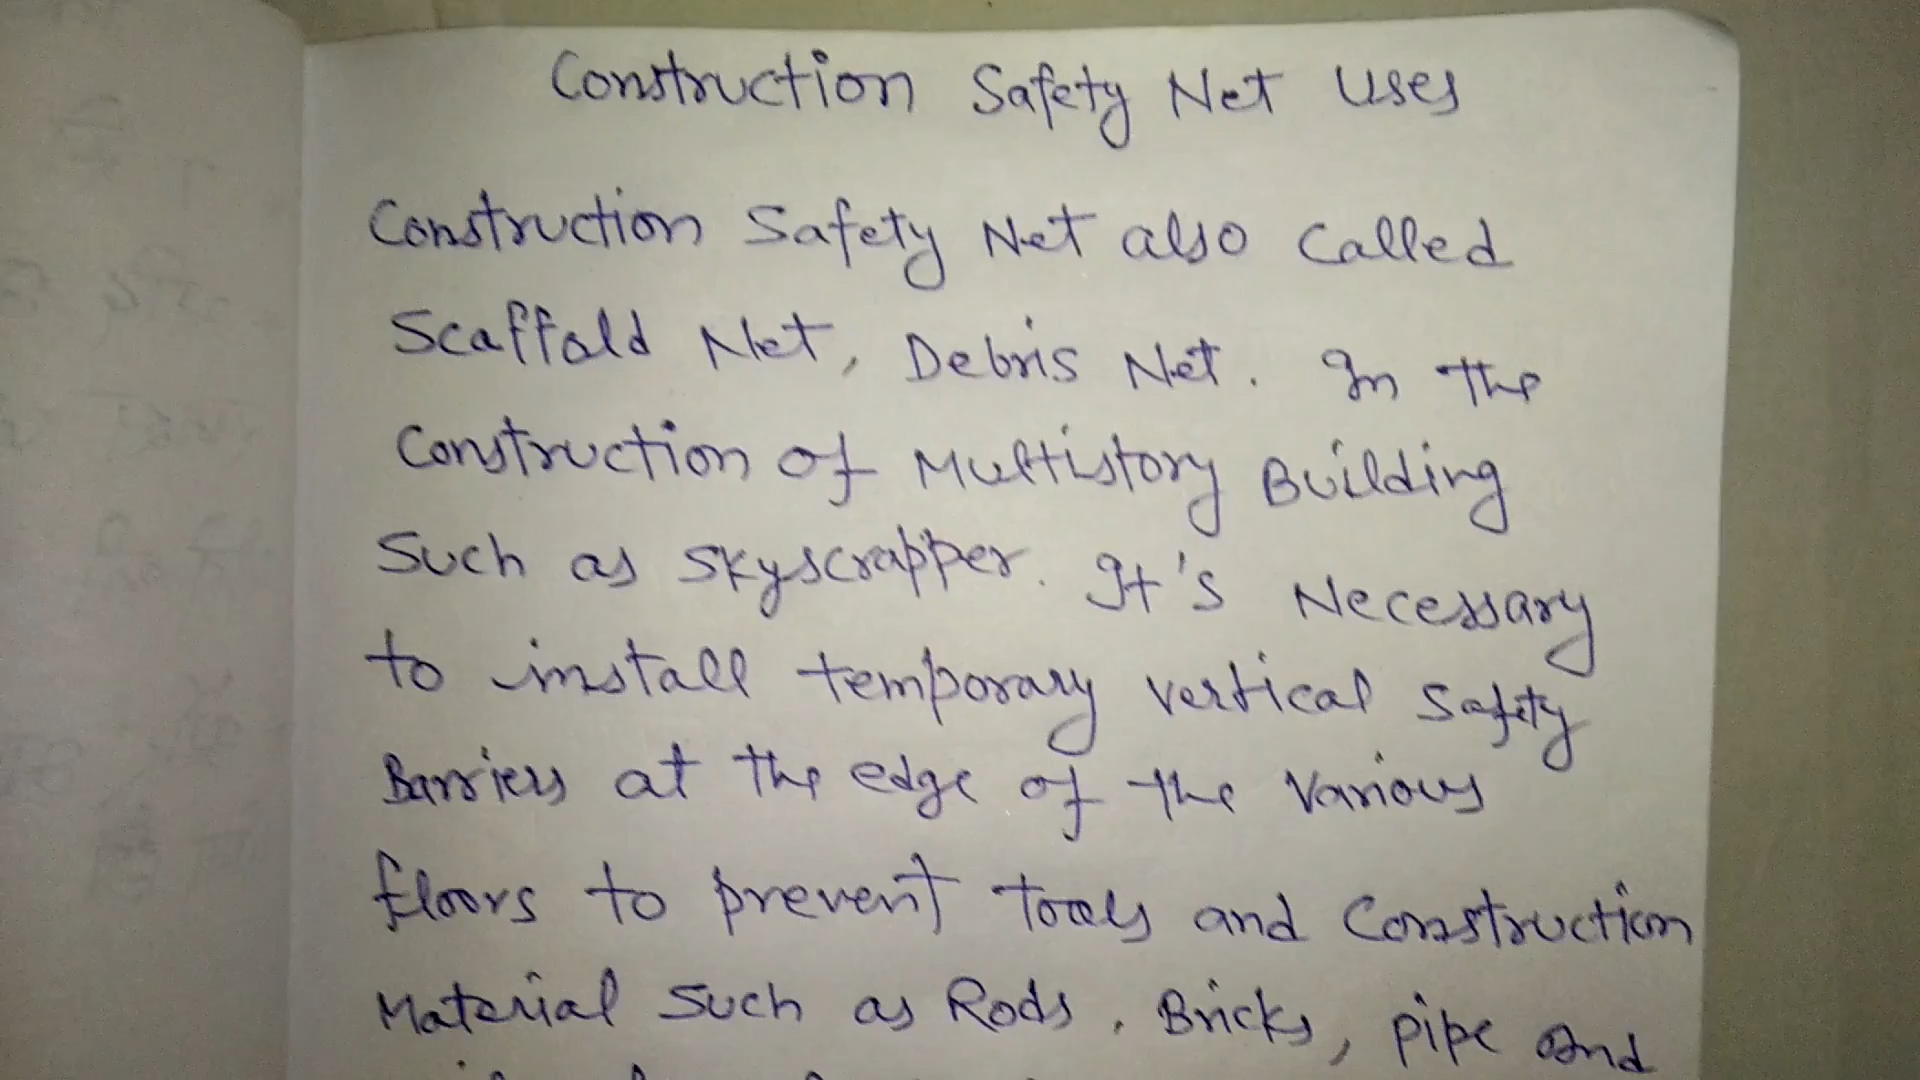 Construction Safety Net Uses
Construction Safety Net also Called
Scaffold Net, Debris Net. In the
Construction of Multistory Building
Such as Skyscrapper. It's Necessary
to install temporary vertical Safety
Barriers at the edge of the Various
floors to prevent tools and Construction
Material Such as Rods, Bricks, pipe and